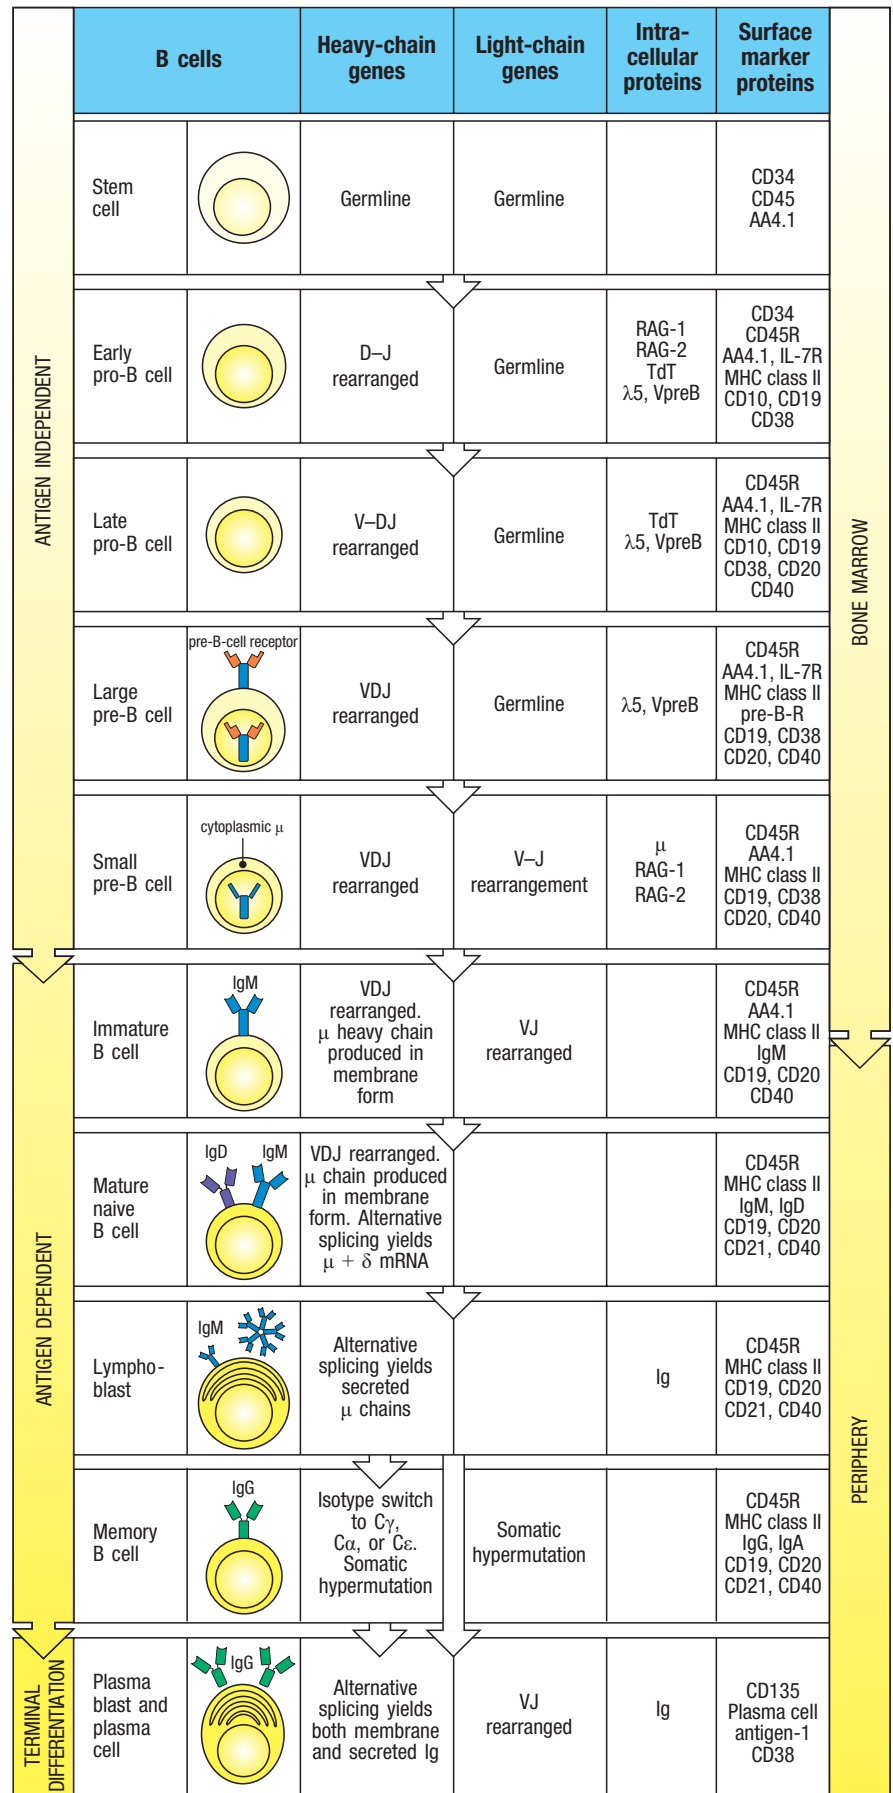 B cells
Heavy-chain
genes
Light-chain
genes
Intra-
cellular
proteins
Surface
marker
proteins
ANTIGEN INDEPENDENT
BONE MARROW
Stem
cell
Germline
Germline
CD34
CD45
AA4.1
Early
pro-B cell
D–J
rearranged
Germline
RAG-1
RAG-2
TdT
λ5, VpreB
CD34
CD45R
AA4.1, IL-7R
MHC class II
CD10, CD19
CD38
Late
pro-B cell
V–DJ
rearranged
Germline
TdT
λ5, VpreB
CD45R
AA4.1, IL-7R
MHC class II
CD10, CD19
CD38, CD20
CD40
Large
pre-B cell
pre-B-cell receptor
VDJ
rearranged
Germline
λ5, VpreB
CD45R
AA4.1, IL-7R
MHC class II
pre-B-R
CD19, CD38
CD20, CD40
Small
pre-B cell
cytoplasmic μ
VDJ
rearranged
V–J
rearrangement
μ
RAG-1
RAG-2
CD45R
AA4.1
MHC class II
CD19, CD38
CD20, CD40
ANTIGEN DEPENDENT
PERIPHERY
Immature
B cell
IgM
VDJ
rearranged.
μ heavy chain
produced in
membrane
form
VJ
rearranged
CD45R
AA4.1
MHC class II
IgM
CD19, CD20
CD40
Mature
naive
B cell
IgD
IgM
VDJ rearranged.
μ chain produced
in membrane
form. Alternative
splicing yields
μ + δ mRNA
CD45R
MHC class II
IgM, IgD
CD19, CD20
CD21, CD40
Lympho-
blast
IgM
Alternative
splicing yields
secreted
μ chains
Ig
CD45R
MHC class II
CD19, CD20
CD21, CD40
Memory
B cell
IgG
Isotype switch
to Cγ,
Cα, or Cε.
Somatic
hypermutation
Somatic
hypermutation
CD45R
MHC class II
IgG, IgA
CD19, CD20
CD21, CD40
TERMINAL
DIFFERENTIATION
Plasma
blast and
plasma
cell
IgG
Alternative
splicing yields
both membrane
and secreted Ig
VJ
rearranged
Ig
CD135
Plasma cell
antigen-1
CD38